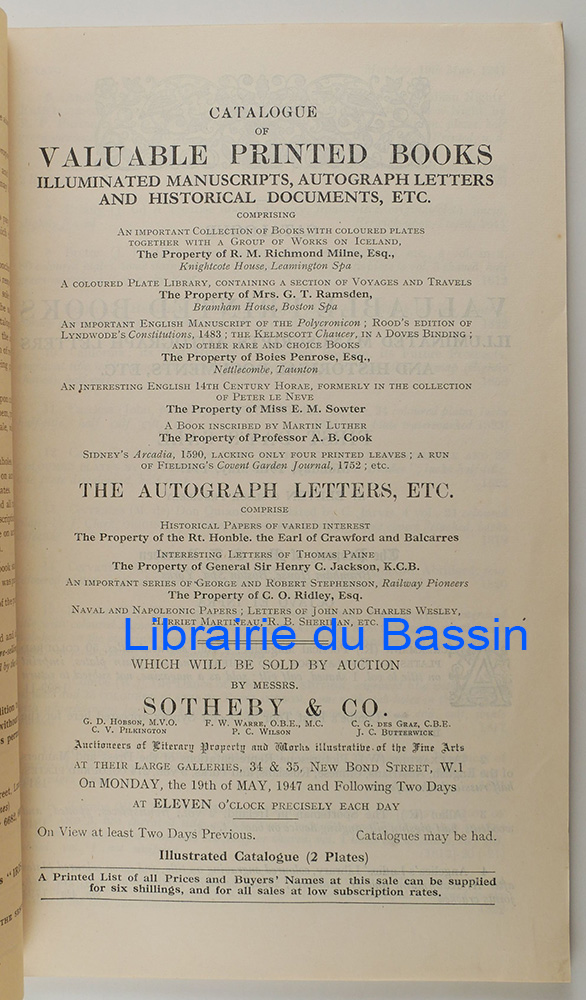 CATALOGUE
OF
VALUABLE PRINTED BOOKS
ILLUMINATED MANUSCRIPTS, AUTOGRAPH LETTERS
AND HISTORICAL DOCUMENTS, ETC.
COMPRISING
AN IMPORTANT COLLECTION OF BOOKS WITH COLOURED PLATES
TOGETHER WITH A GROUP OF WORKS ON ICELAND,
The Property of R. M. Richmond Milne, Esq.,
Knightcote House, Leamington Spa
A COLOURED PLATE LIBRARY, CONTAINING A SECTION OF VOYAGES AND TRAVELS
The Property of Mrs. G. T. Ramsden,
Bramham House, Boston Spa
AN IMPORTANT ENGLISH MANUSCRIPT OF THE Polycronicon ; ROOD'S EDITION OF
LYNDWODE'S Constitutions, 1483 ; THE KELMSCOTT Chaucer, IN A DOVES BINDING ;
AND OTHER RARE AND CHOICE BOOKS
The Property of Boies Penrose, Esq.,
Nettlecombe, Taunton
AN INTERESTING ENGLISH 14TH CENTURY HORAE, FORMERLY IN THE COLLECTION
OF PETER LE NEVE
The Property of Miss E. M. Sowter
A BOOK INSCRIBED BY MARTIN LUTHER
The Property of Professor A. B. Cook
SIDNEY'S Arcadia, 1590, LACKING ONLY FOUR PRINTED LEAVES ; A RUN
OF FIELDING'S Covent Garden Journal, 1752 ; etc.
THE AUTOGRAPH LETTERS, ETC.
COMPRISE
HISTORICAL PAPERS OF VARIED INTEREST
The Property of the Rt. Honble. the Earl of Crawford and Balcarres
INTERESTING LETTERS OF THOMAS PAINE
The Property of General Sir Henry C. Jackson, K.C.B.
AN IMPORTANT SERIES OF GEORGE AND ROBERT STEPHENSON, Railway Pioneers
The Property of C. O. Ridley, Esq.
NAVAL AND NAPOLEONIC PAPERS ; LETTERS OF JOHN AND CHARLES WESLEY,
HARRIET MARTINEAU, R. B. SHERIDAN, etc.
Librairie du Bassin
WHICH WILL BE SOLD BY AUCTION
BY MESSRS.
SOTHEBY & CO.
G. D. HOBSON, M.V.O. F. W. WARRE, O.B.E., M.C. C. G. DES GRAZ, C.B.E.
C. V. PILKINGTON P. C. WILSON J. C. BUTTERWICK
Auctioneers of Literary Property and Works illustrative of the Fine Arts
AT THEIR LARGE GALLERIES, 34 & 35, NEW BOND STREET, W.1
On MONDAY, the 19th of MAY, 1947 and Following Two Days
AT ELEVEN O'CLOCK PRECISELY EACH DAY
On View at least Two Days Previous. Catalogues may be had.
Illustrated Catalogue (2 Plates)
A Printed List of all Prices and Buyers' Names at this sale can be supplied
for six shillings, and for all sales at low subscription rates.